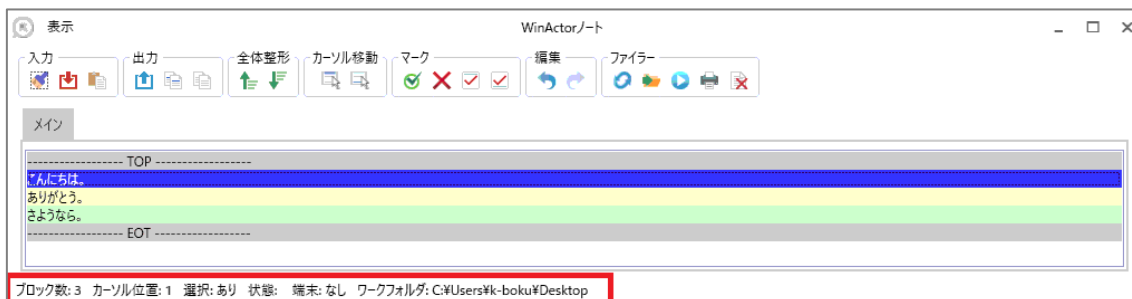 表示 WinActorノート
入力 出力 全体整形 カーソル移動 マーク 編集 ファイラー
メイン
------------------ TOP ------------------
こんにちは。
ありがとう。
さようなら。
------------------ EOT ------------------
ブロック数: 3 カーソル位置: 1 選択: あり 状態: 端末: なし ワークフォルダ: C:¥Users¥k-boku¥Desktop